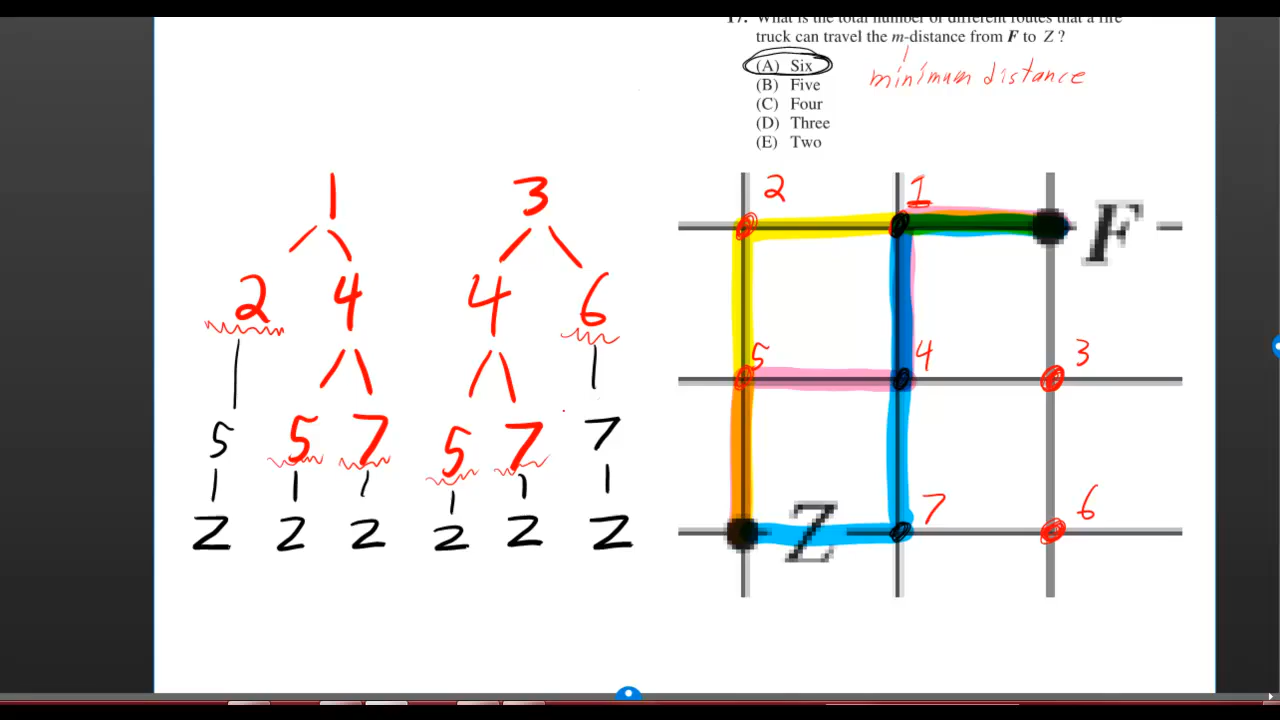 17. What is the total number of different routes that a fire
truck can travel the m-distance from F to Z ?
(A) Six
minimum distance
(B) Five
(C) Four
(D) Three
(E) Two
1 3
2 1
F
2 4 4 6
5 4 3
5 5 7 5 7 7
Z 7 6
Z Z Z Z Z Z